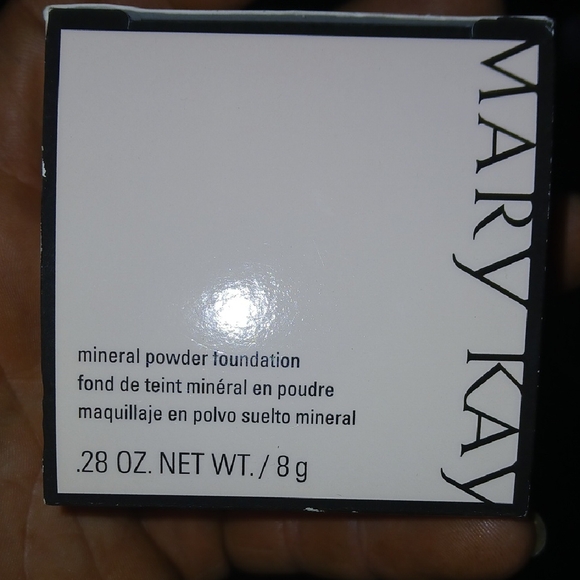 MARY KAY
mineral powder foundation
fond de teint minéral en poudre
maquillaje en polvo suelto mineral
.28 OZ. NET WT. / 8 g